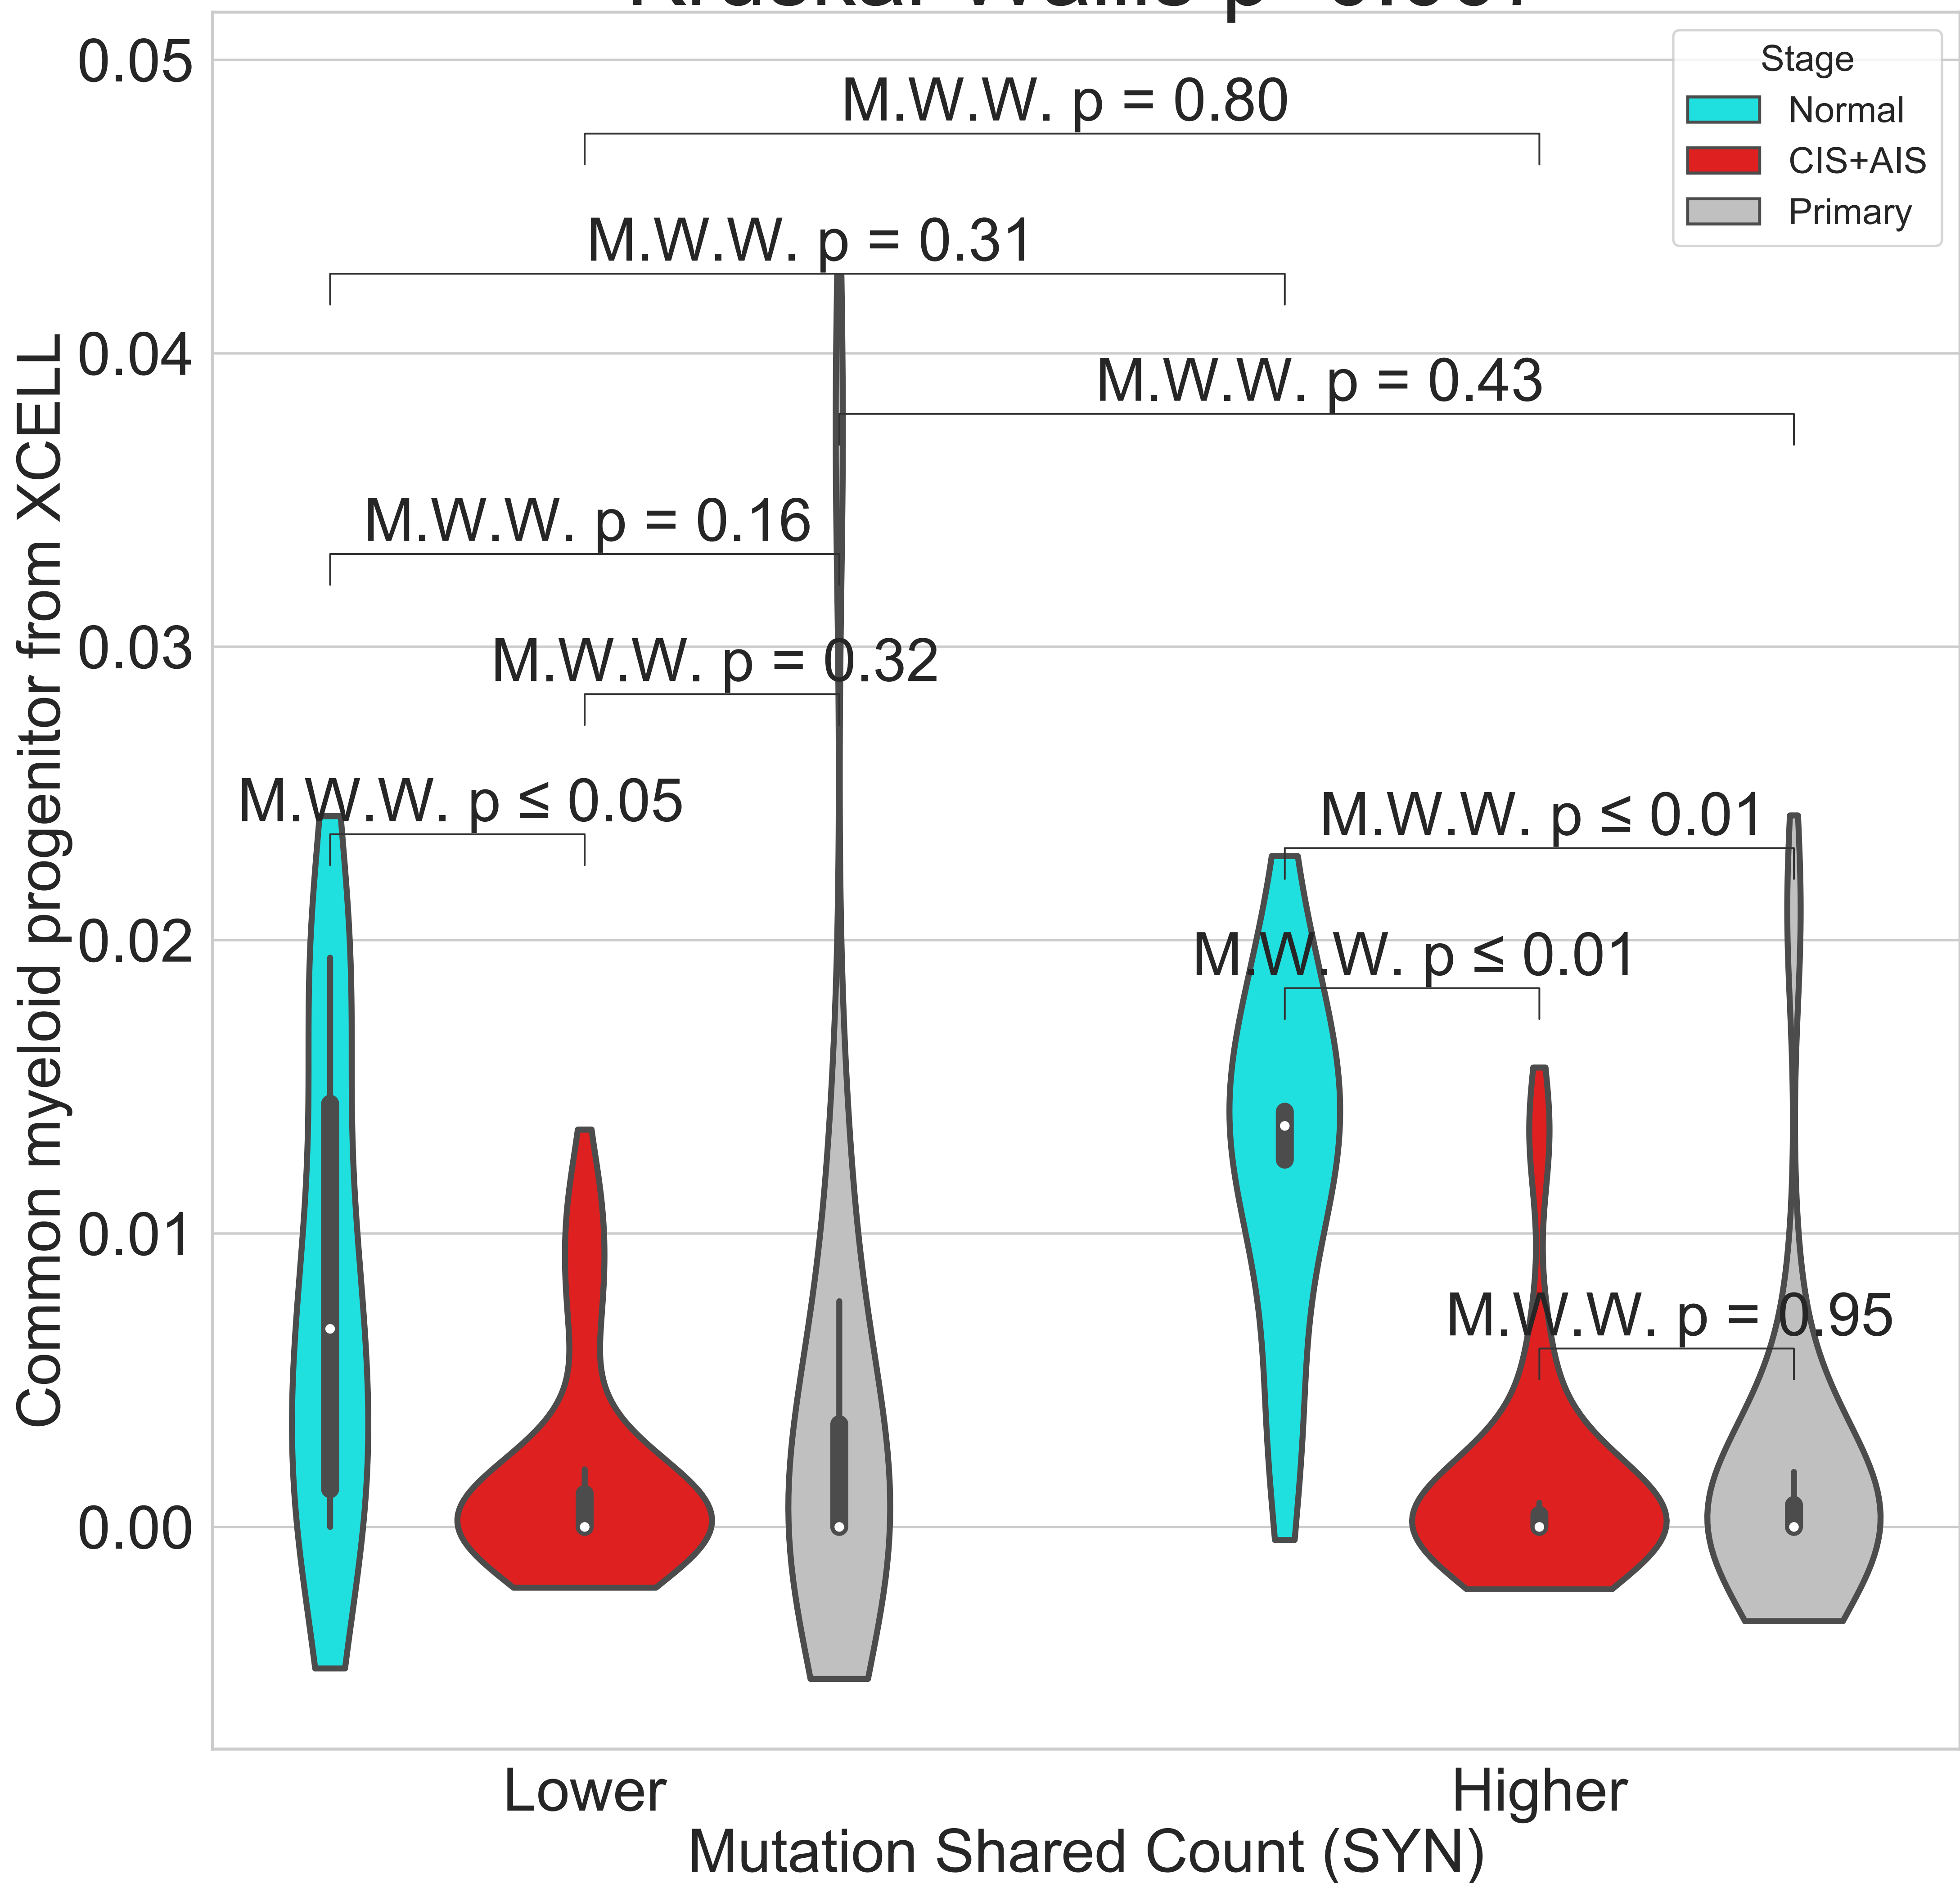 0.05
0.04
0.03
0.02
0.01
0.00
Common myeloid progenitor from XCELL
Stage
Normal
CIS+AIS
Primary
M.W.W. p = 0.80
M.W.W. p = 0.31
M.W.W. p = 0.43
M.W.W. p = 0.16
M.W.W. p = 0.32
M.W.W. p ≤ 0.05
M.W.W. p ≤ 0.01
M.W.W. p ≤ 0.01
M.W.W. p = 0.95
Lower
Higher
Mutation Shared Count (SYN)